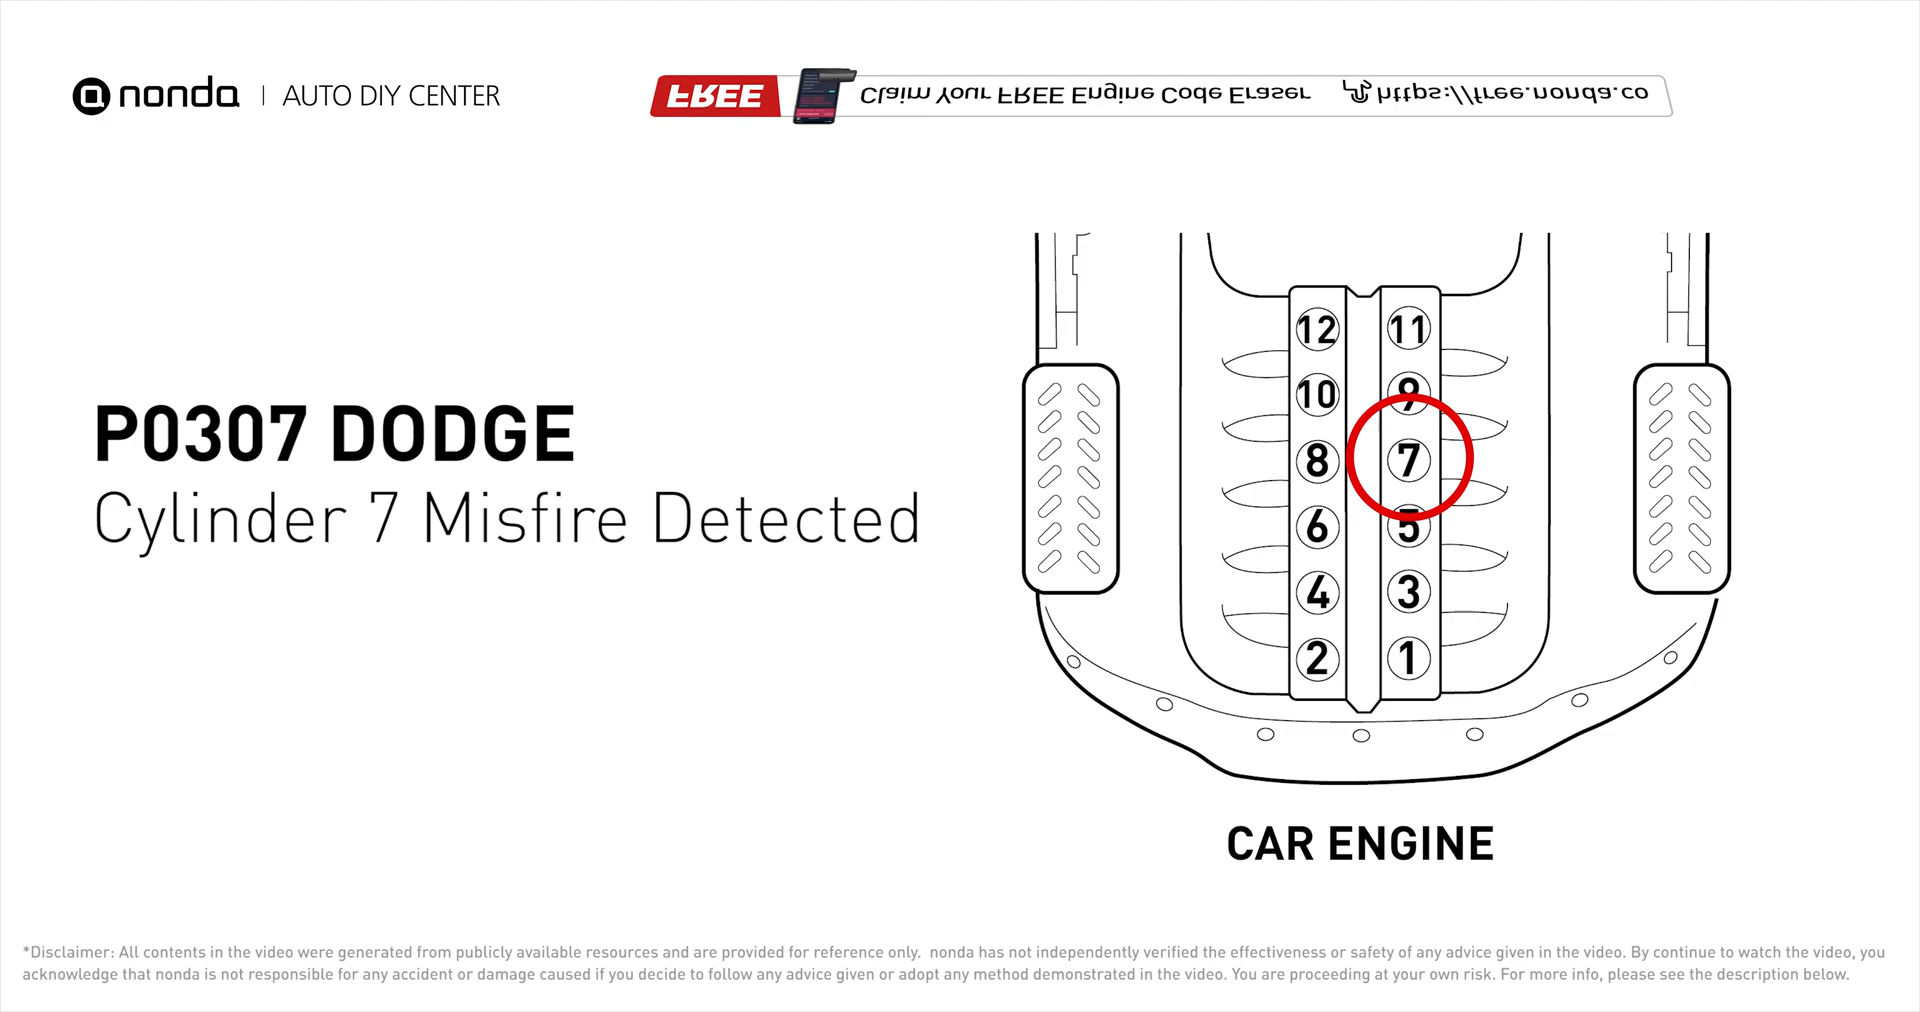 nonda | AUTO DIY CENTER
FREE Claim Your FREE Engine Code Eraser https://free.nonda.co
P0307 DODGE
Cylinder 7 Misfire Detected
12 11
10 9
8 7
6 5
4 3
2 1
CAR ENGINE
*Disclaimer: All contents in the video were generated from publicly available resources and are provided for reference only. nonda has not independently verified the effectiveness or safety of any advice given in the video. By continue to watch the video, you
acknowledge that nonda is not responsible for any accident or damage caused if you decide to follow any advice given or adopt any method demonstrated in the video. You are proceeding at your own risk. For more info, please see the description below.